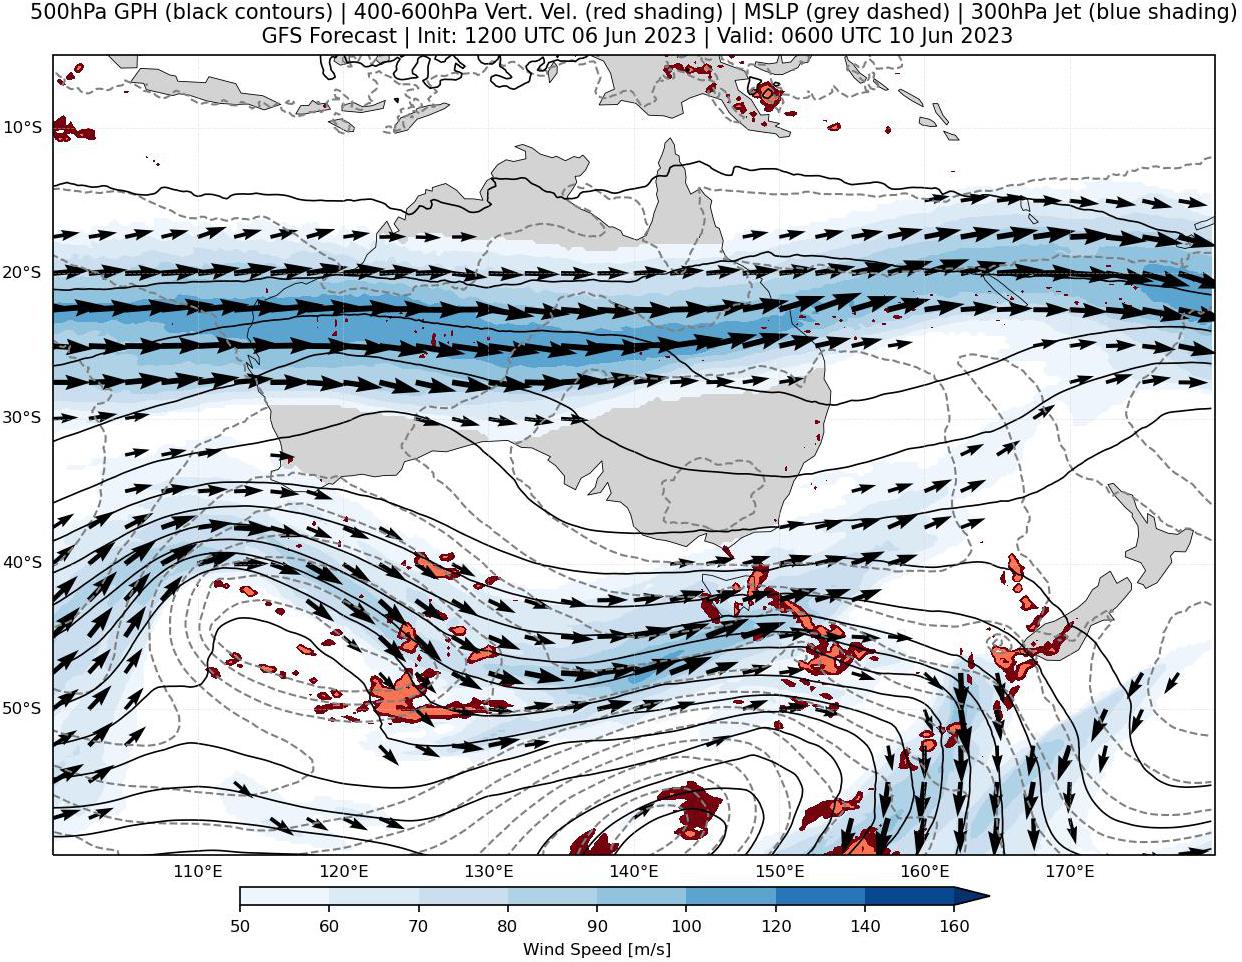 500hPa GPH (black contours) | 400-600hPa Vert. Vel. (red shading) | MSLP (grey dashed) | 300hPa Jet (blue shading)
GFS Forecast | Init: 1200 UTC 06 Jun 2023 | Valid: 0600 UTC 10 Jun 2023
10°S
20°S
30°S
40°S
50°S
110°E 120°E 130°E 140°E 150°E 160°E 170°E
50 60 70 80 90 100 120 140 160
Wind Speed [m/s]